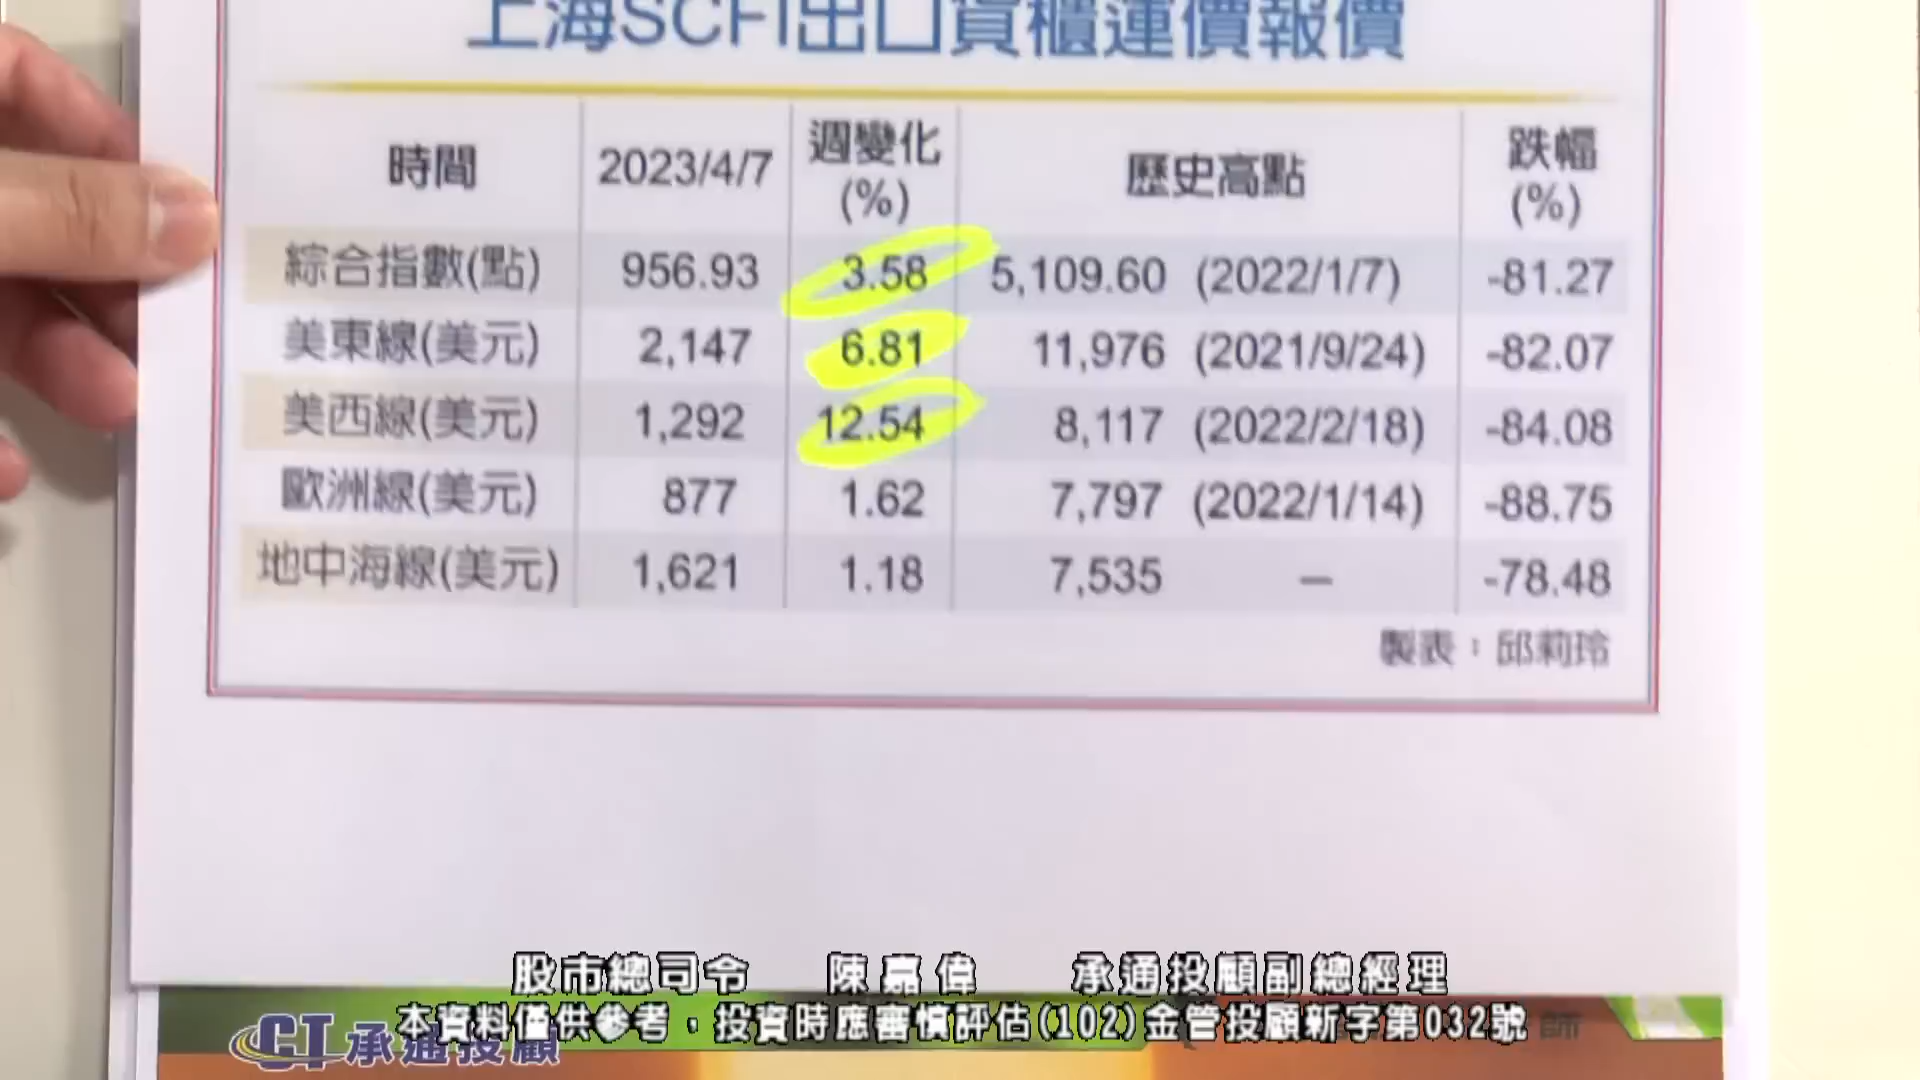 上海SCFI出口貨櫃運價報價
時間 2023/4/7 週變化(%) 歷史高點 跌幅(%)
綜合指數(點) 956.93 3.58 5,109.60 (2022/1/7) -81.27
美東線(美元) 2,147 6.81 11,976 (2021/9/24) -82.07
美西線(美元) 1,292 12.54 8,117 (2022/2/18) -84.08
歐洲線(美元) 877 1.62 7,797 (2022/1/14) -88.75
地中海線(美元) 1,621 1.18 7,535 – -78.48
製表：邱莉玲
股市總司令 陳嘉偉 承通投顧副總經理
本資料僅供參考，投資時應審慎評估(102)金管投顧新字第032號
CT 承通投顧
師